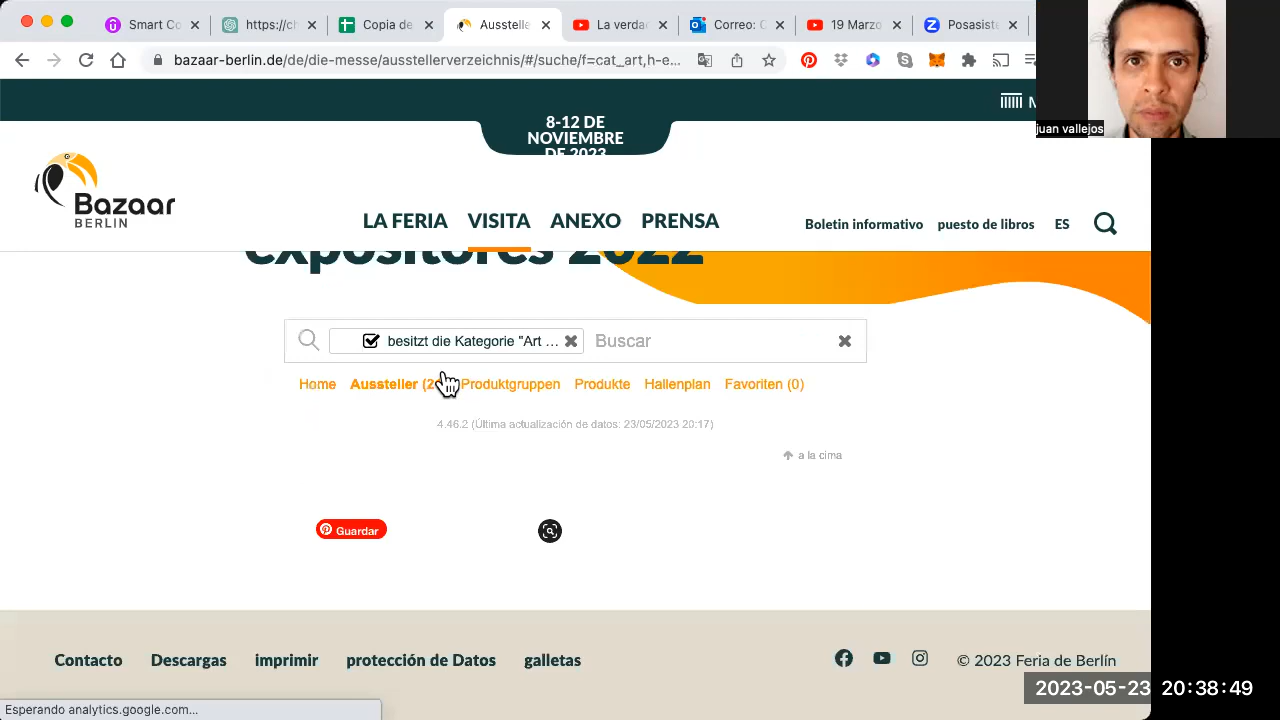 Smart Co
https://ch
Copia de
Ausstelle
La verda
Correo: C
19 Marzo
Posasiste
bazaar-berlin.de/de/die-messe/ausstellerverzeichnis/#/suche/f=cat_art,h-e...
juan vallejos
M
8-12 DE
NOVIEMBRE
DE 2023
Bazaar
BERLIN
LA FERIA VISITA ANEXO PRENSA
Boletin informativo puesto de libros ES
expositores 2022
besitzt die Kategorie "Art ... Buscar
Home Aussteller (2 Produktgruppen Produkte Hallenplan Favoriten (0)
4.46.2 (Última actualización de datos: 23/05/2023 20:17)
a la cima
Guardar
Contacto Descargas imprimir protección de Datos galletas
© 2023 Feria de Berlín
2023-05-23 20:38:49
Esperando analytics.google.com...